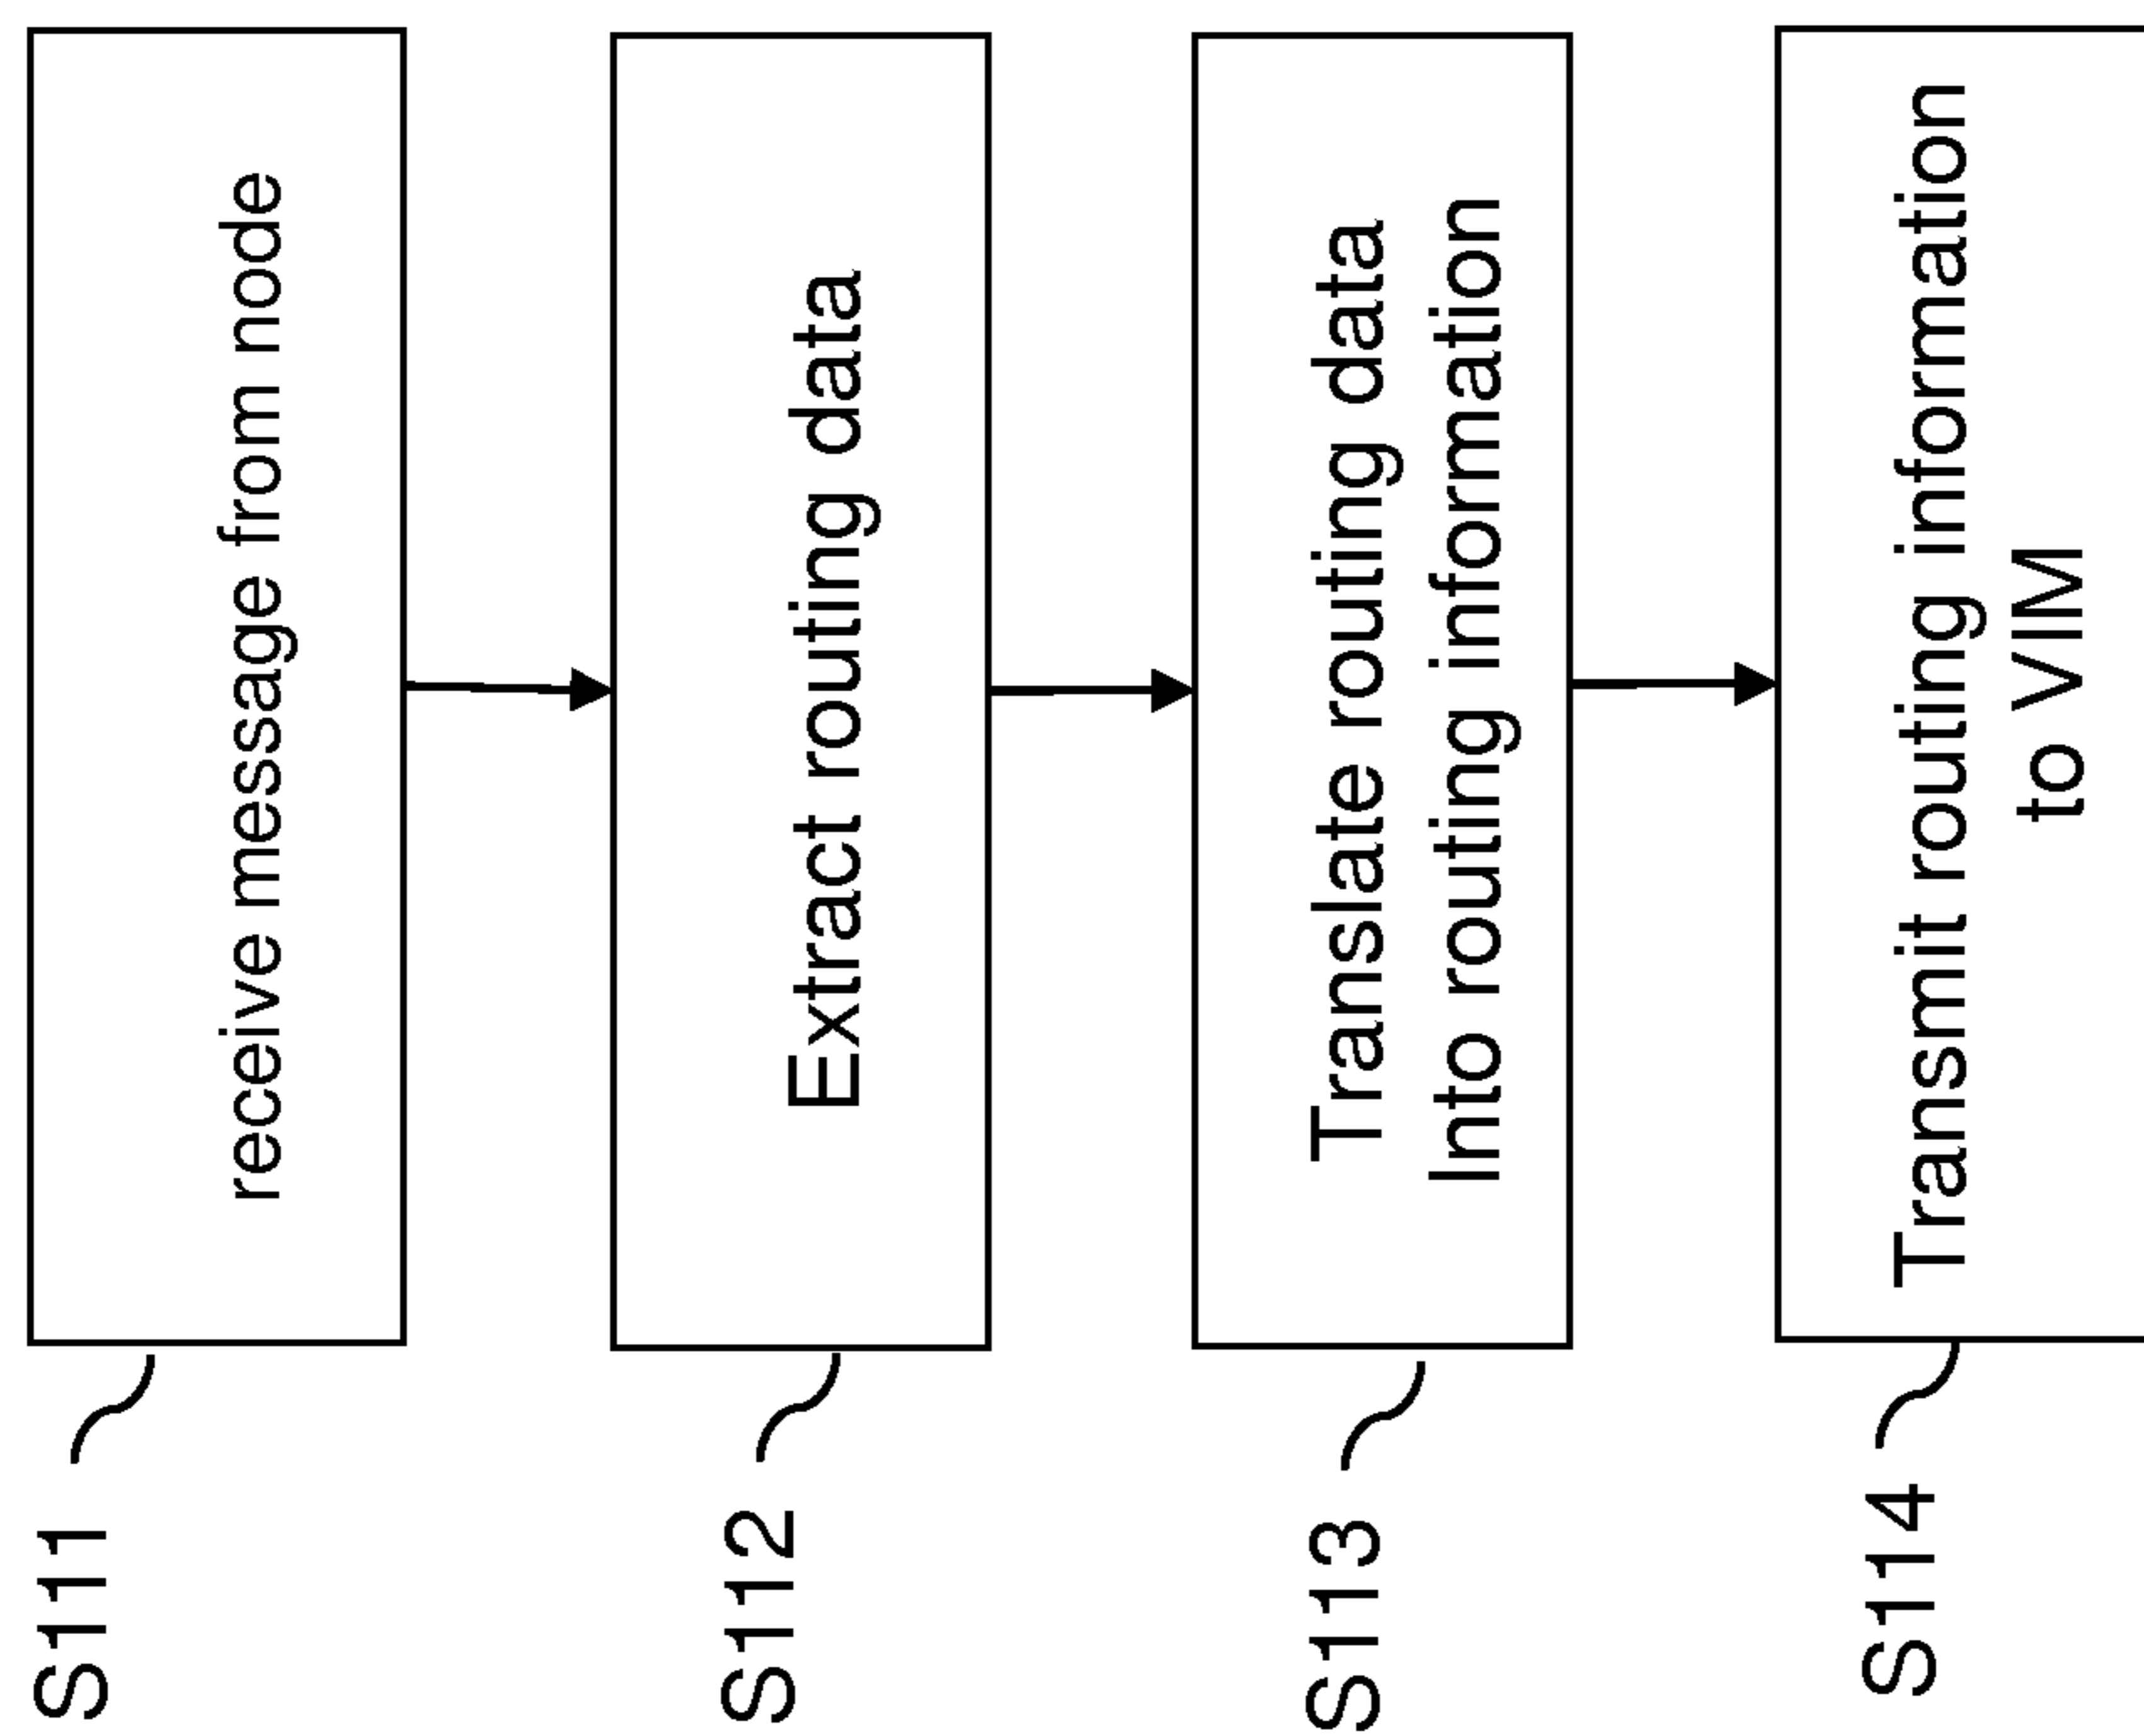 S111
receive message from node
S112
Extract routing data
S113
Translate routing data
Into routing information
S114
Transmit routing information
to VIM